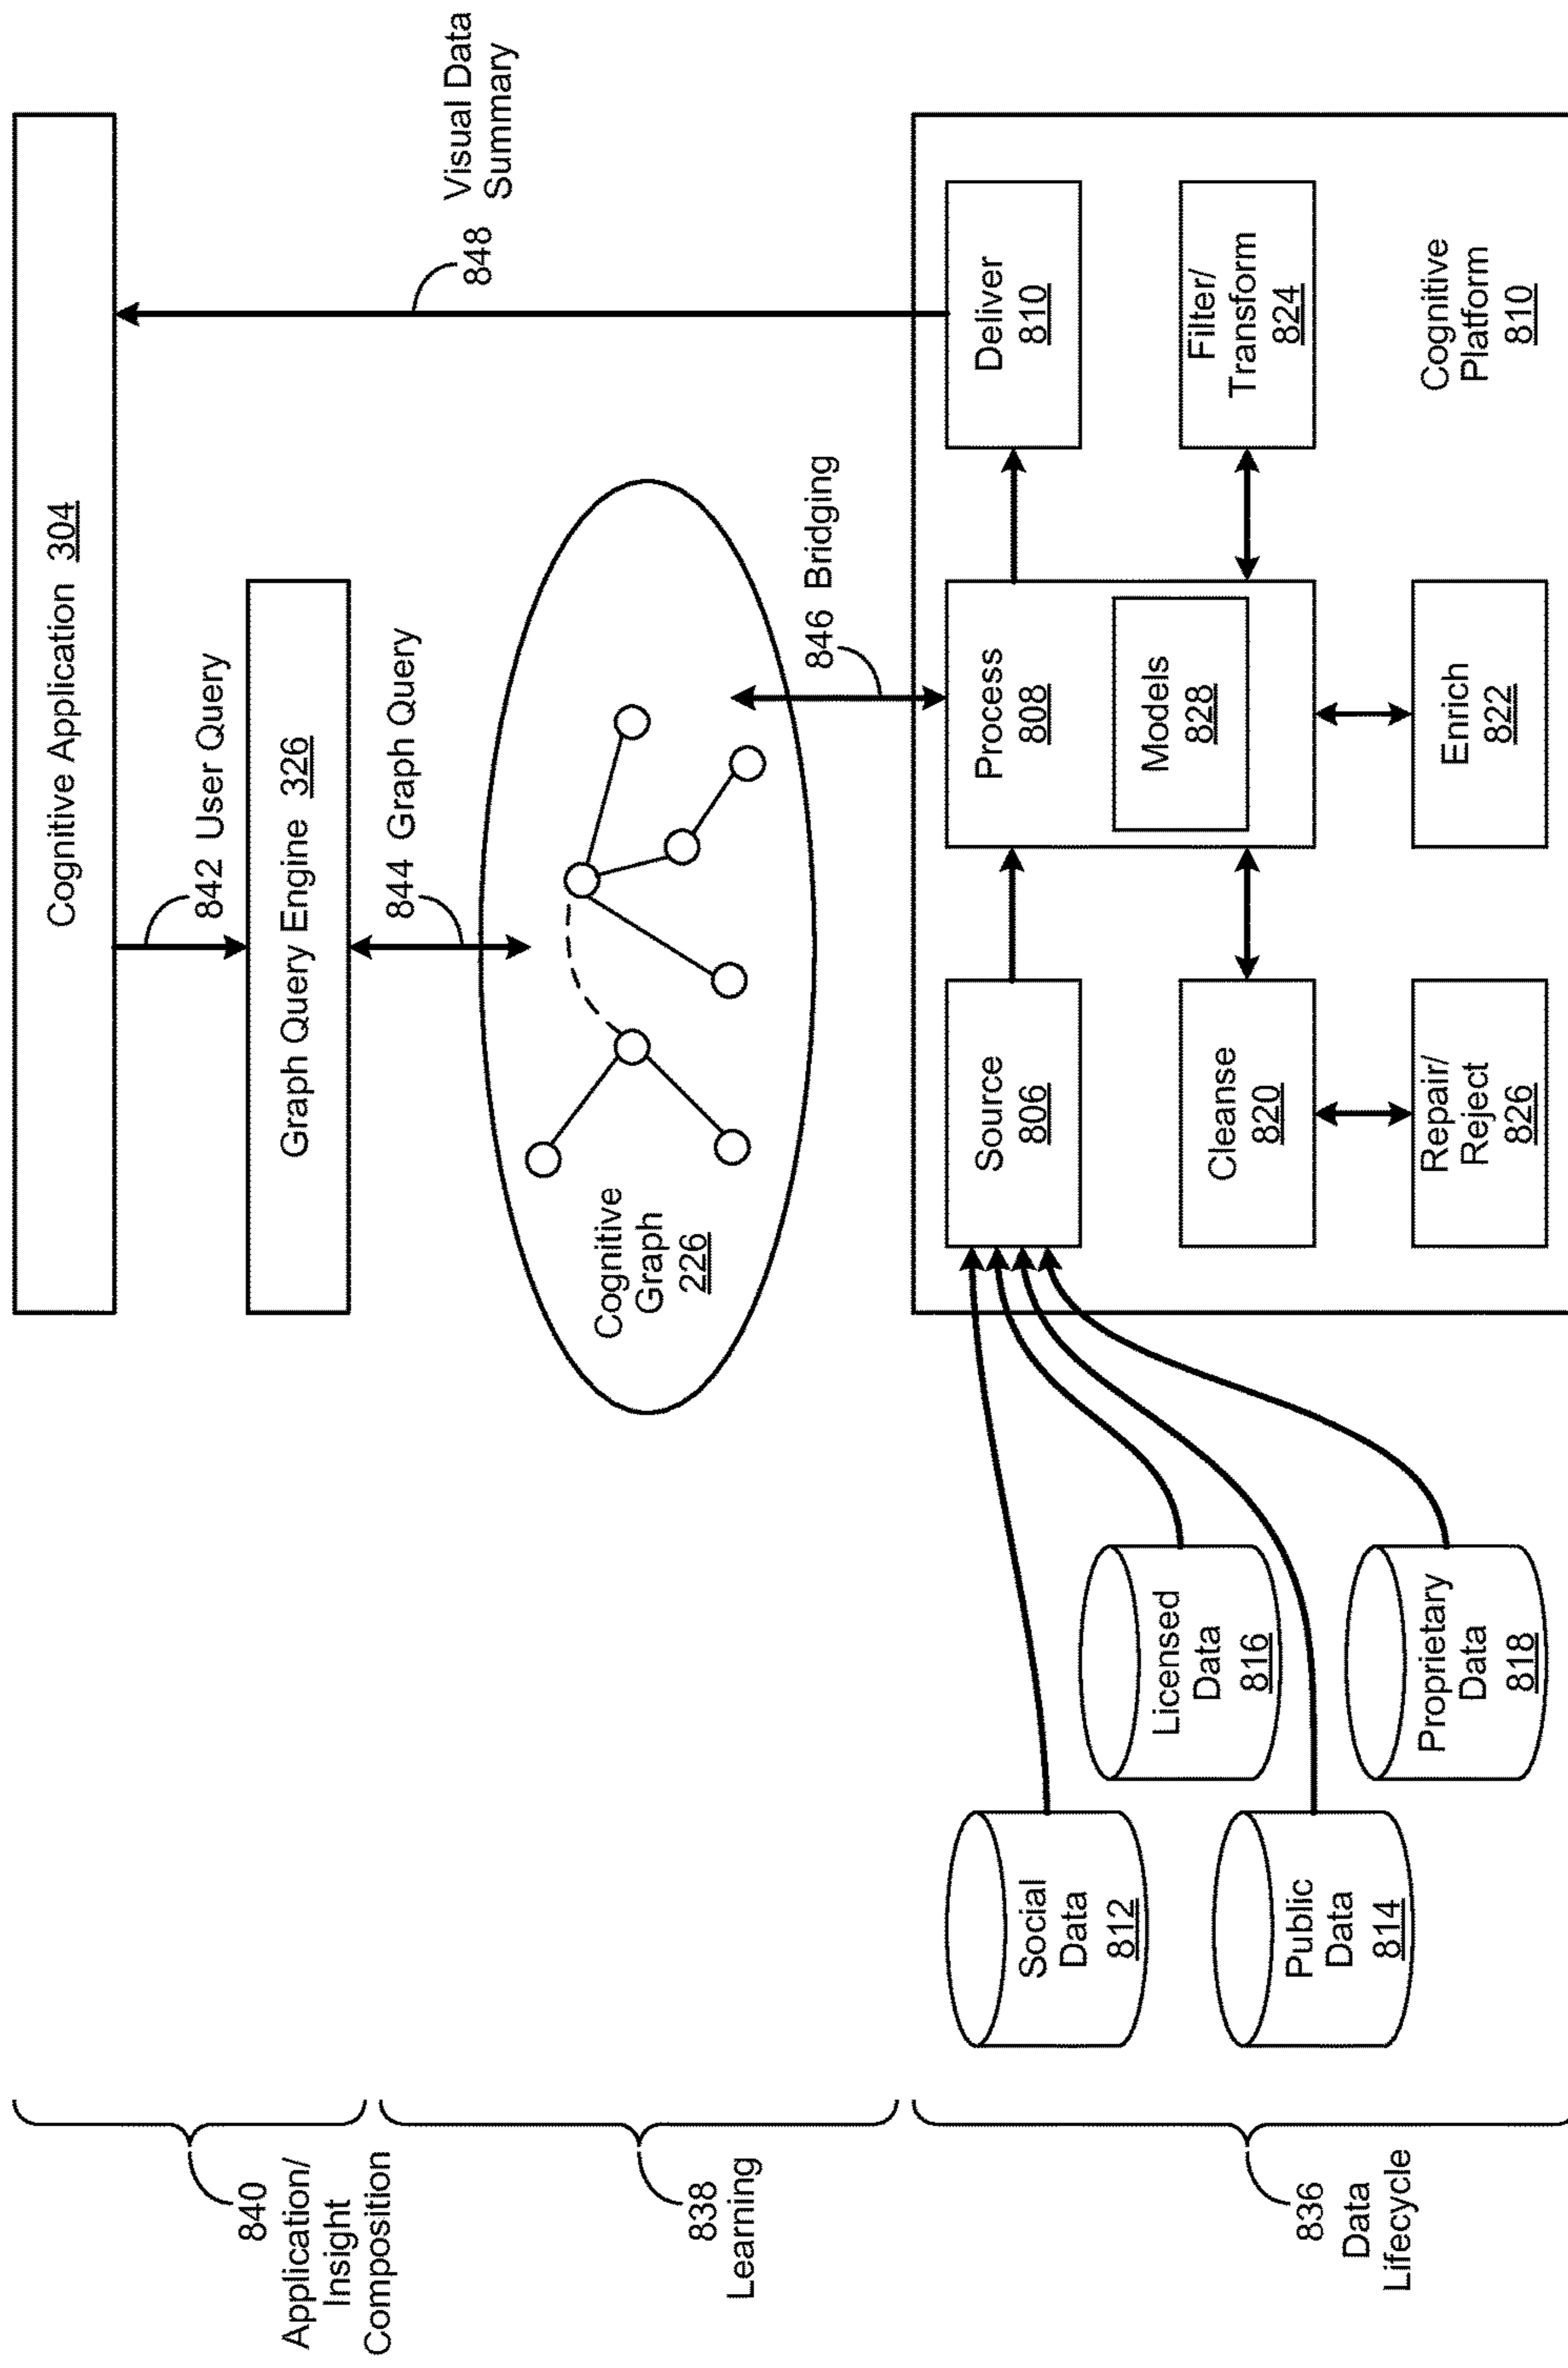 840
Application/
Insight
Composition
838
Learning
836
Data
Lifecycle
Cognitive Application 304
842 User Query
Graph Query Engine 326
844 Graph Query
Cognitive
Graph
226
846 Bridging
848
Visual Data
Summary
Social
Data
812
Public
Data
814
Licensed
Data
816
Proprietary
Data
818
Source
806
Process
808
Models
828
Deliver
810
Cleanse
820
Filter/
Transform
824
Repair/
Reject
826
Enrich
822
Cognitive
Platform
810